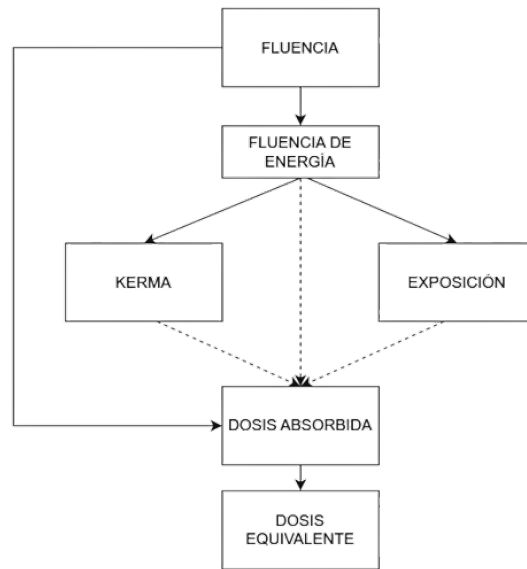 FLUENCIA
FLUENCIA DE
ENERGÍA
KERMA
EXPOSICIÓN
DOSIS ABSORBIDA
DOSIS
EQUIVALENTE